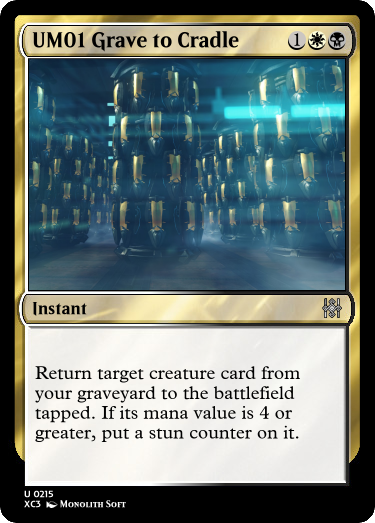 UM01 Grave to Cradle 1
Instant
Return target creature card from
your graveyard to the battlefield
tapped. If its mana value is 4 or
greater, put a stun counter on it.
U 0215
XC3 Monolith Soft